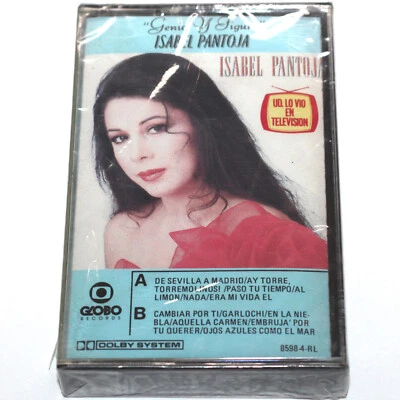 "Genio Y Figura"
ISABEL PANTOJA
ISABEL PANTOJA
UD. LO VIO
EN
TELEVISION
A
DE SEVILLA A MADRID/AY TORRE,
TORREMOLINOS!/PASO TU TIEMPO/AL
LIMON/NADA/ERA MI VIDA EL
B
CAMBIAR POR TI/GARLOCHI/EN LA NIE-
BLA/AQUELLA CARMEN/EMBRUJA' POR
TU QUERER/OJOS AZULES COMO EL MAR
GLOBO
RECORDS
DOLBY SYSTEM
8598-4-RL